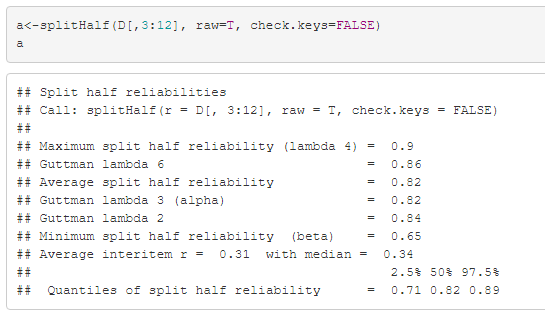 a<-splitHalf(D[,3:12], raw=T, check.keys=FALSE)
a
## Split half reliabilities
## Call: splitHalf(r = D[, 3:12], raw = T, check.keys = FALSE)
##
## Maximum split half reliability (lambda 4) = 0.9
## Guttman lambda 6 = 0.86
## Average split half reliability = 0.82
## Guttman lambda 3 (alpha) = 0.82
## Guttman lambda 2 = 0.84
## Minimum split half reliability (beta) = 0.65
## Average interitem r = 0.31 with median = 0.34
## 2.5% 50% 97.5%
## Quantiles of split half reliability = 0.71 0.82 0.89